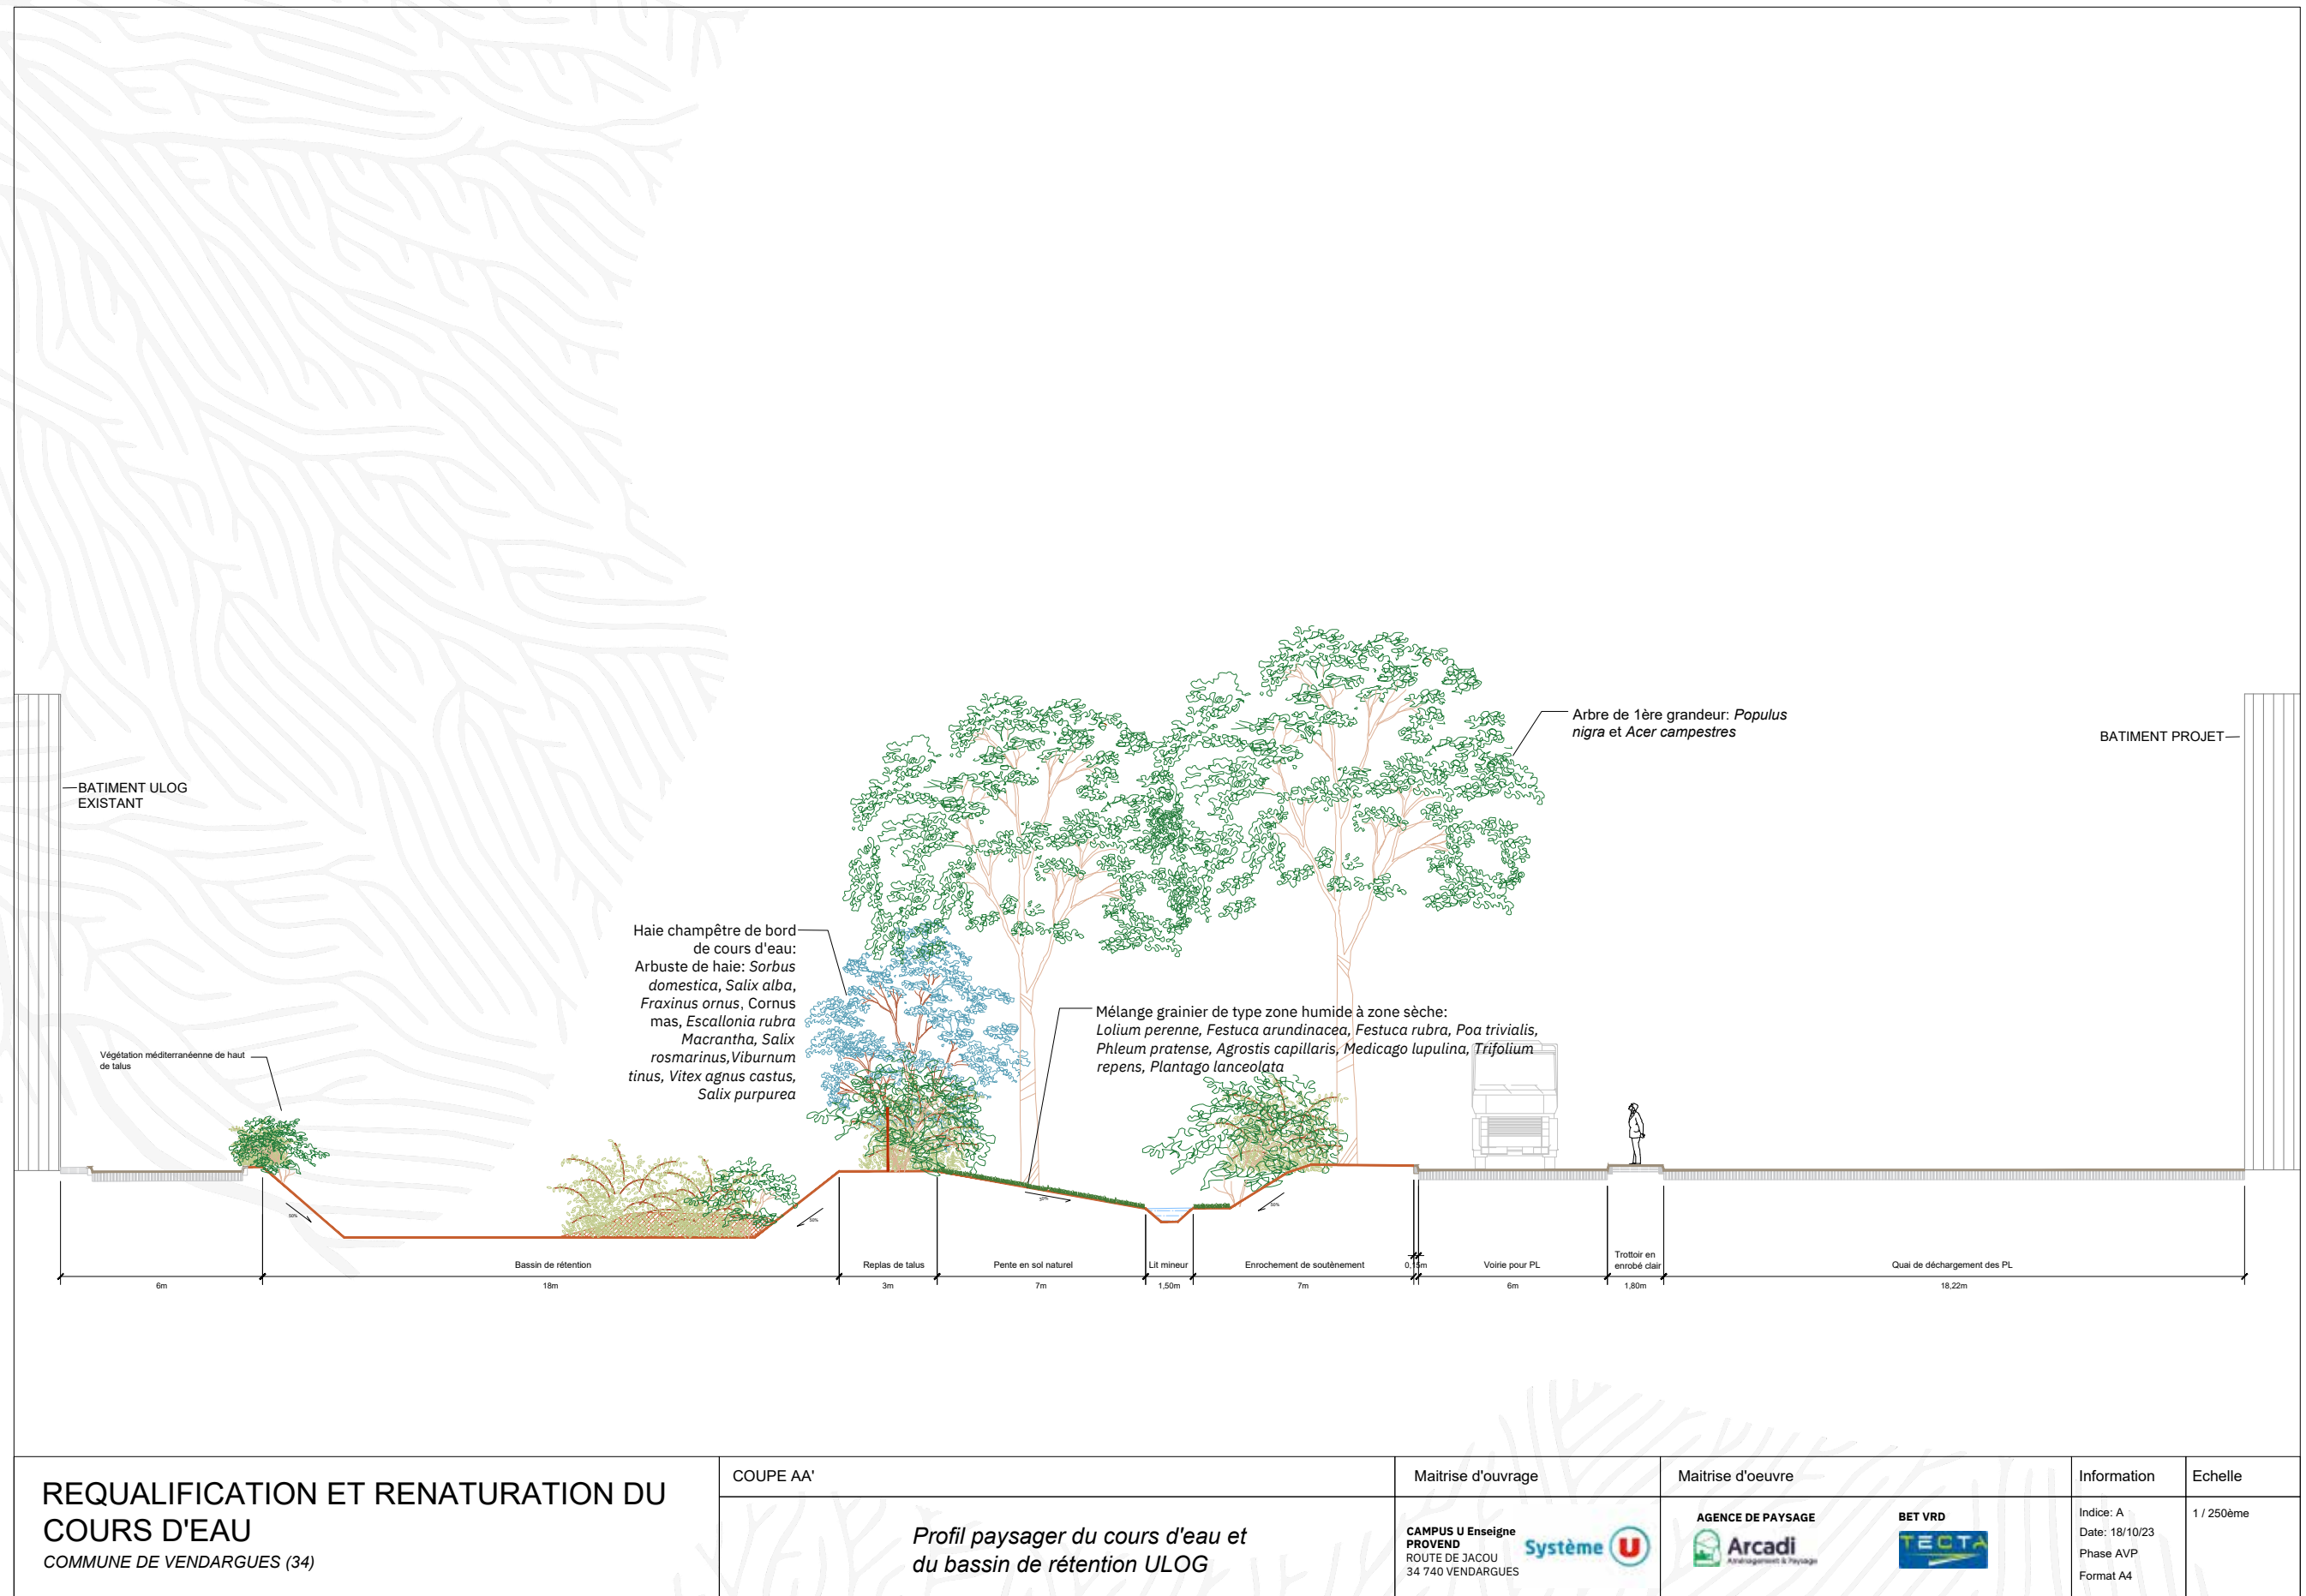 Arbre de 1ère grandeur: Populus
nigra et Acer campestres
BATIMENT PROJET
BATIMENT ULOG
EXISTANT
Haie champêtre de bord
de cours d'eau:
Arbuste de haie: Sorbus
domestica, Salix alba,
Fraxinus ornus, Cornus
mas, Escallonia rubra
Macrantha, Salix
rosmarinus,Viburnum
tinus, Vitex agnus castus,
Salix purpurea
Mélange grainier de type zone humide à zone sèche:
Lolium perenne, Festuca arundinacea, Festuca rubra, Poa trivialis,
Phleum pratense, Agrostis capillaris, Medicago lupulina, Trifolium
repens, Plantago lanceolata
Végétation méditerranéenne de haut
de talus
50%
50%
50%
Bassin de rétention
Replas de talus
Pente en sol naturel
Lit mineur
Enrochement de soutènement
0,15m
Voirie pour PL
Trottoir en
enrobé clair
Quai de déchargement des PL
6m
18m
3m
7m
1,50m
7m
6m
1,80m
18,22m
REQUALIFICATION ET RENATURATION DU
COURS D'EAU
COMMUNE DE VENDARGUES (34)
COUPE AA'
Profil paysager du cours d'eau et
du bassin de rétention ULOG
Maitrise d'ouvrage
CAMPUS U Enseigne
PROVEND
ROUTE DE JACOU
34 740 VENDARGUES
Système U
Maitrise d'oeuvre
AGENCE DE PAYSAGE
Arcadi
Aménagement & Paysage
BET VRD
TECTA
Information
Indice: A
Date: 18/10/23
Phase AVP
Format A4
Echelle
1 / 250ème